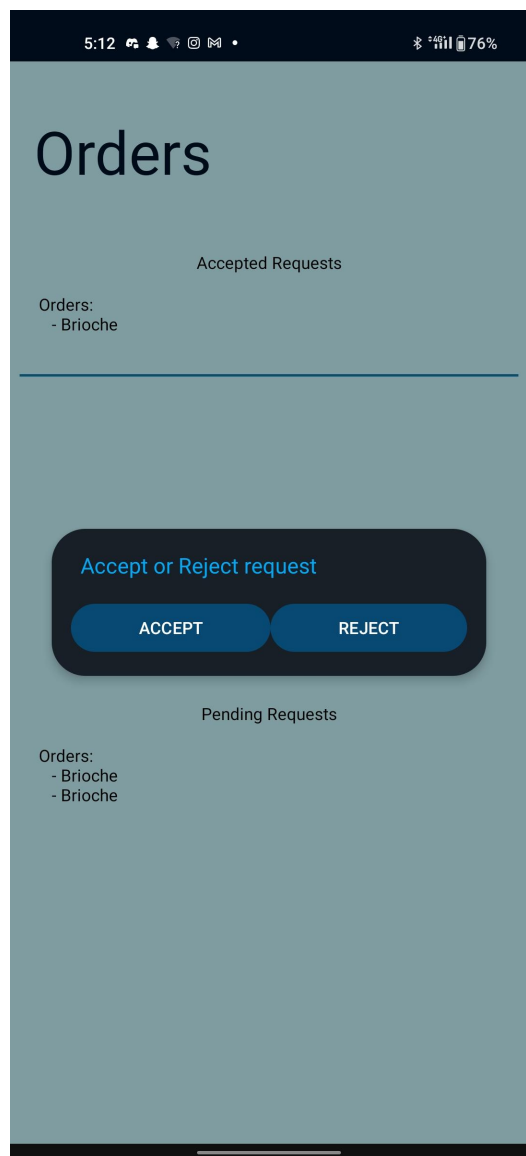 5:12
76%
Orders
Accepted Requests
Orders:
- Brioche
Accept or Reject request
ACCEPT REJECT
Pending Requests
Orders:
- Brioche
- Brioche